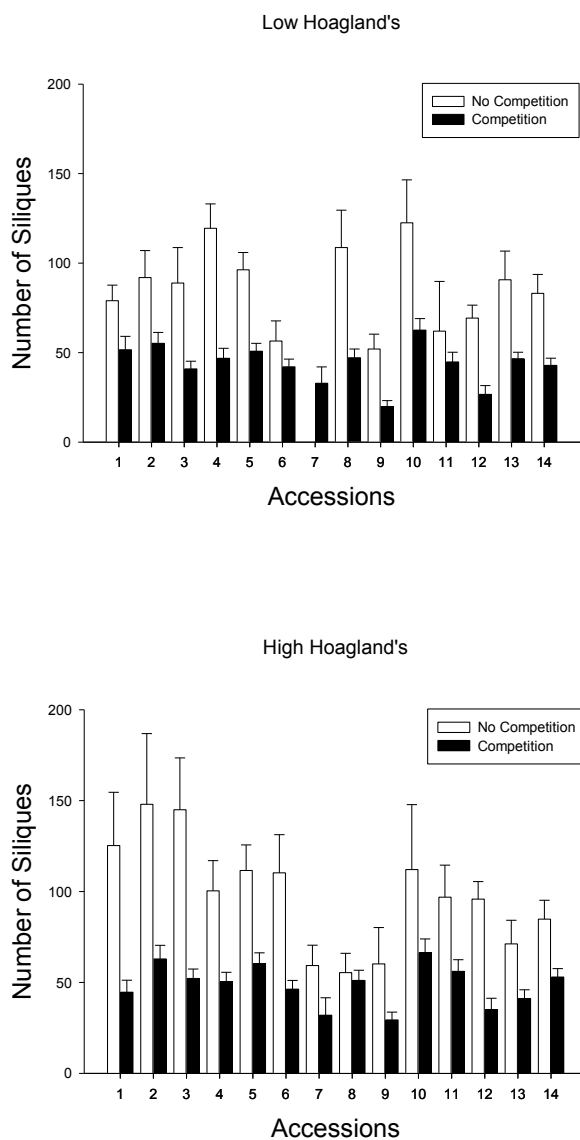 Low Hoagland's
200
No Competition
Competition
150
100
50
0
Number of Siliques
1 2 3 4 5 6 7 8 9 10 11 12 13 14
Accessions
High Hoagland's
200
No Competition
Competition
150
100
50
0
Number of Siliques
1 2 3 4 5 6 7 8 9 10 11 12 13 14
Accessions